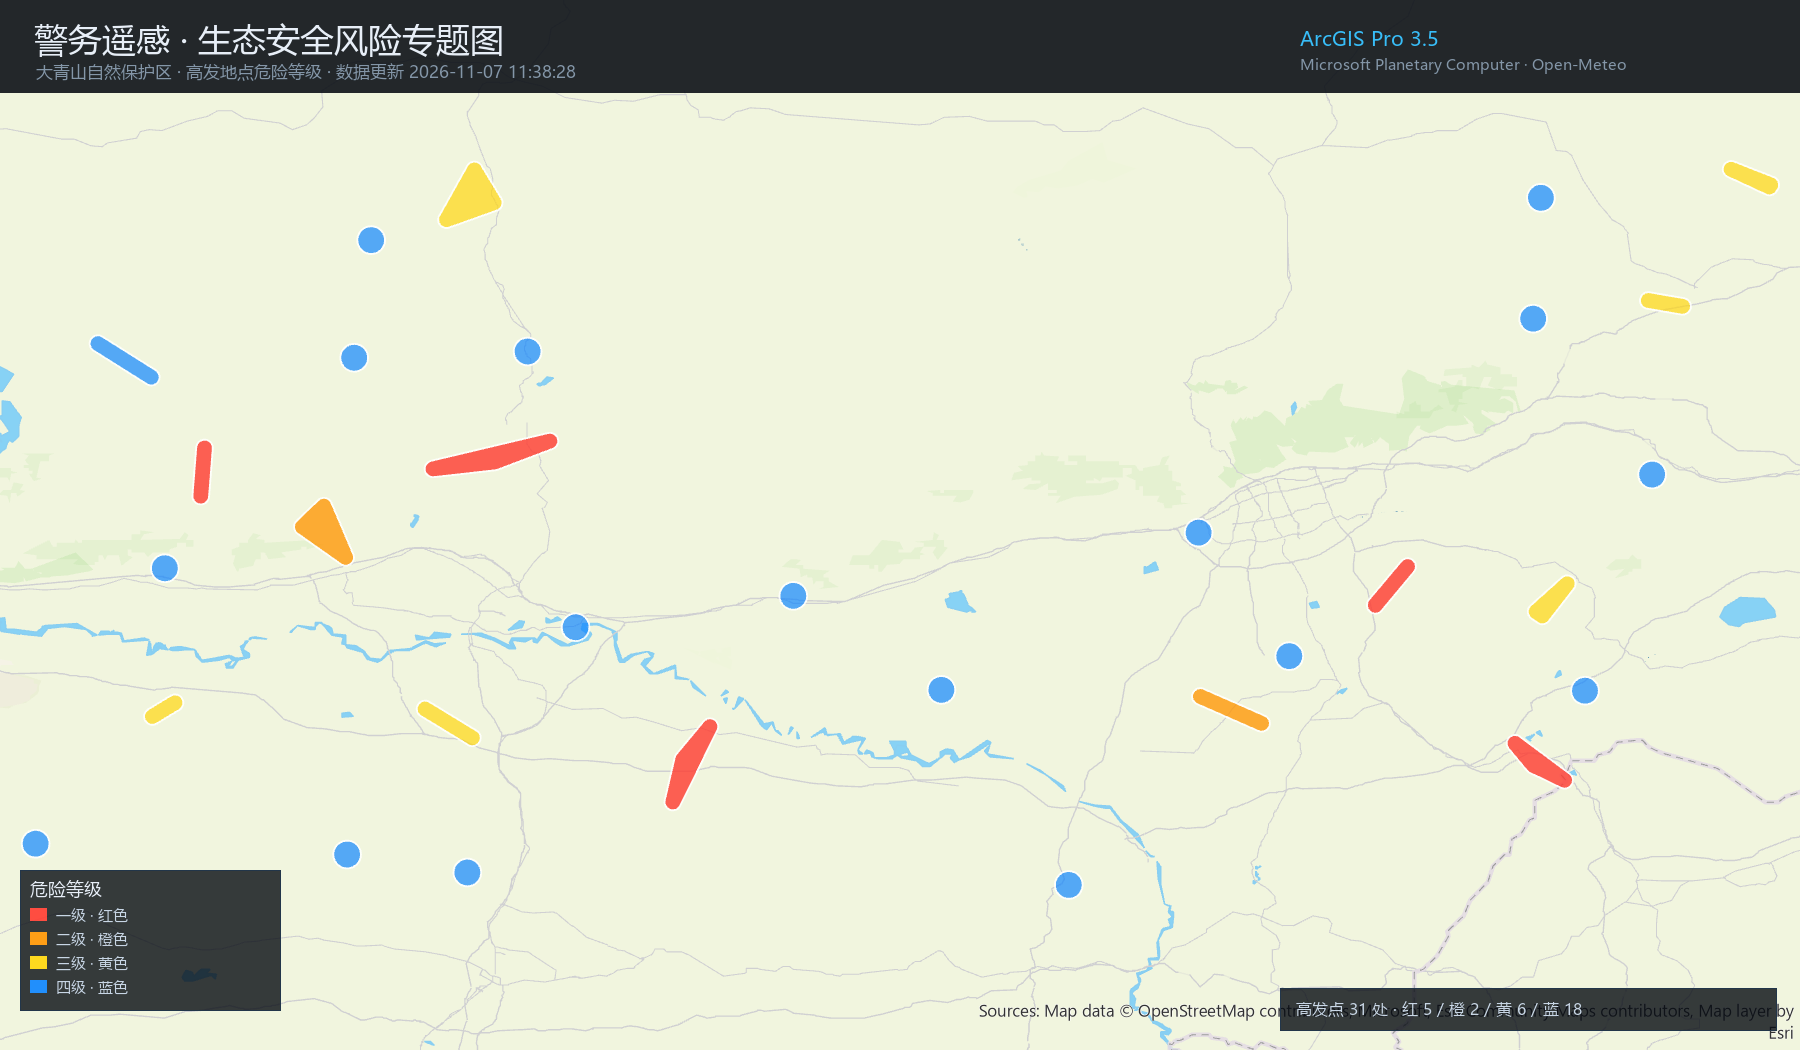 警务遥感 · 生态安全风险专题图
大青山自然保护区 · 高发地点危险等级 · 数据更新 2026-11-07 11:38:28
ArcGIS Pro 3.5
Microsoft Planetary Computer · Open-Meteo
危险等级
一级 · 红色
二级 · 橙色
三级 · 黄色
四级 · 蓝色
高发点 31 处 · 红 5 / 橙 2 / 黄 6 / 蓝 18
Sources: Map data © OpenStreetMap contributors, Map layer by
Esri